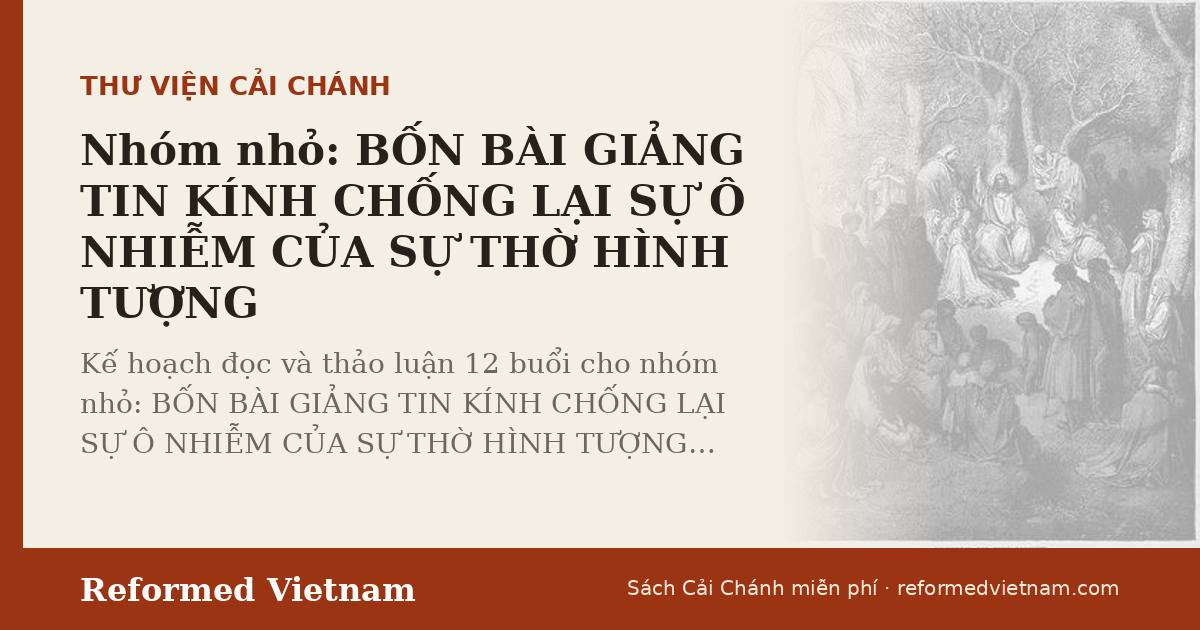 THƯ VIỆN CẢI CHÁNH
Nhóm nhỏ: BỐN BÀI GIẢNG
TIN KÍNH CHỐNG LẠI SỰ Ô
NHIỄM CỦA SỰ THỜ HÌNH
TƯỢNG
Kế hoạch đọc và thảo luận 12 buổi cho nhóm
nhỏ: BỐN BÀI GIẢNG TIN KÍNH CHỐNG LẠI
SỰ Ô NHIỄM CỦA SỰ THỜ HÌNH TƯỢNG...
Reformed Vietnam
Sách Cải Chánh miễn phí · reformedvietnam.com